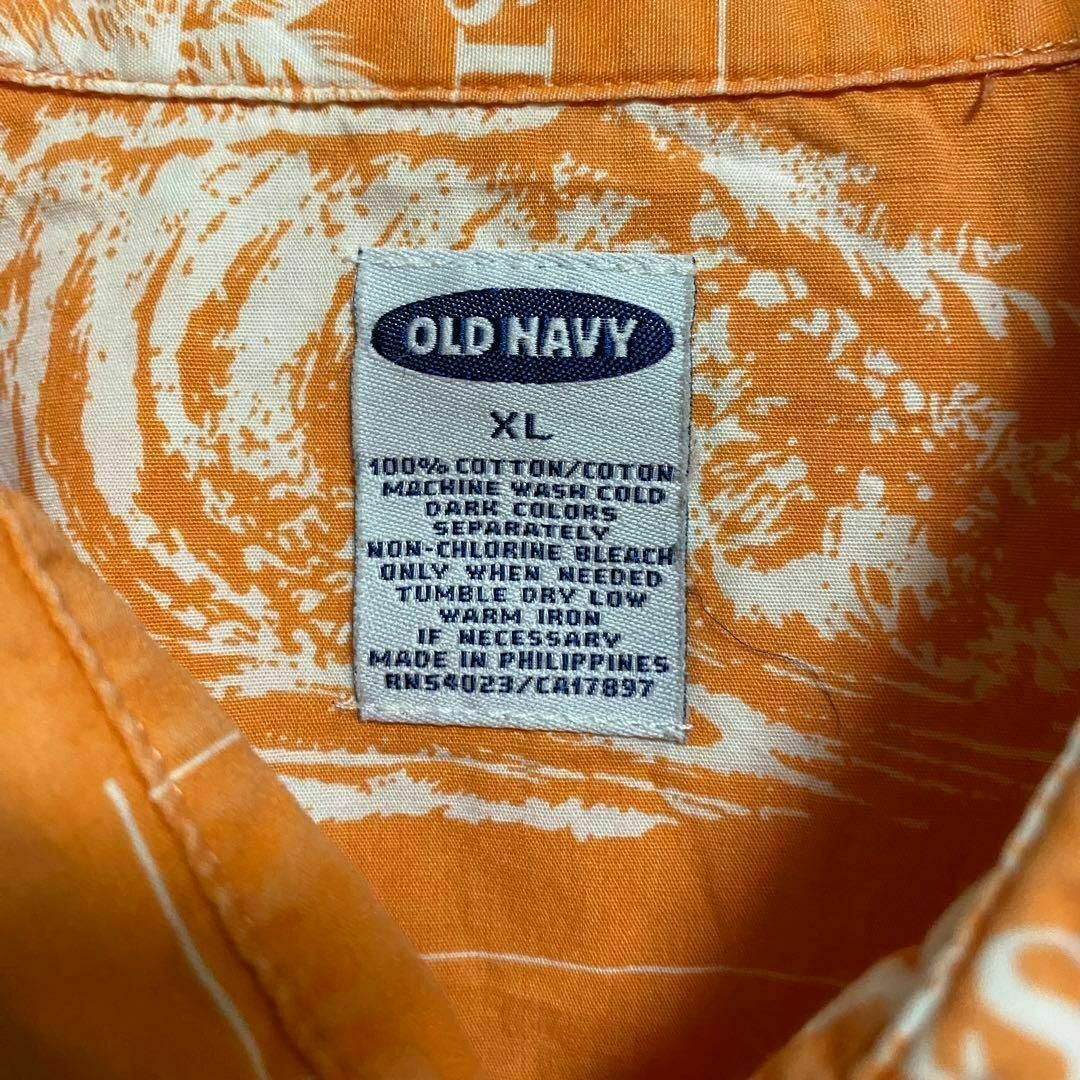 OLD NAVY
XL
100% COTTON/COTON
MACHINE WASH COLD
DARK COLORS
SEPARATELY
NON-CHLORINE BLEACH
ONLY WHEN NEEDED
TUMBLE DRY LOW
WARM IRON
IF NECESSARY
MADE IN PHILIPPINES
RN54023/CA17897
S